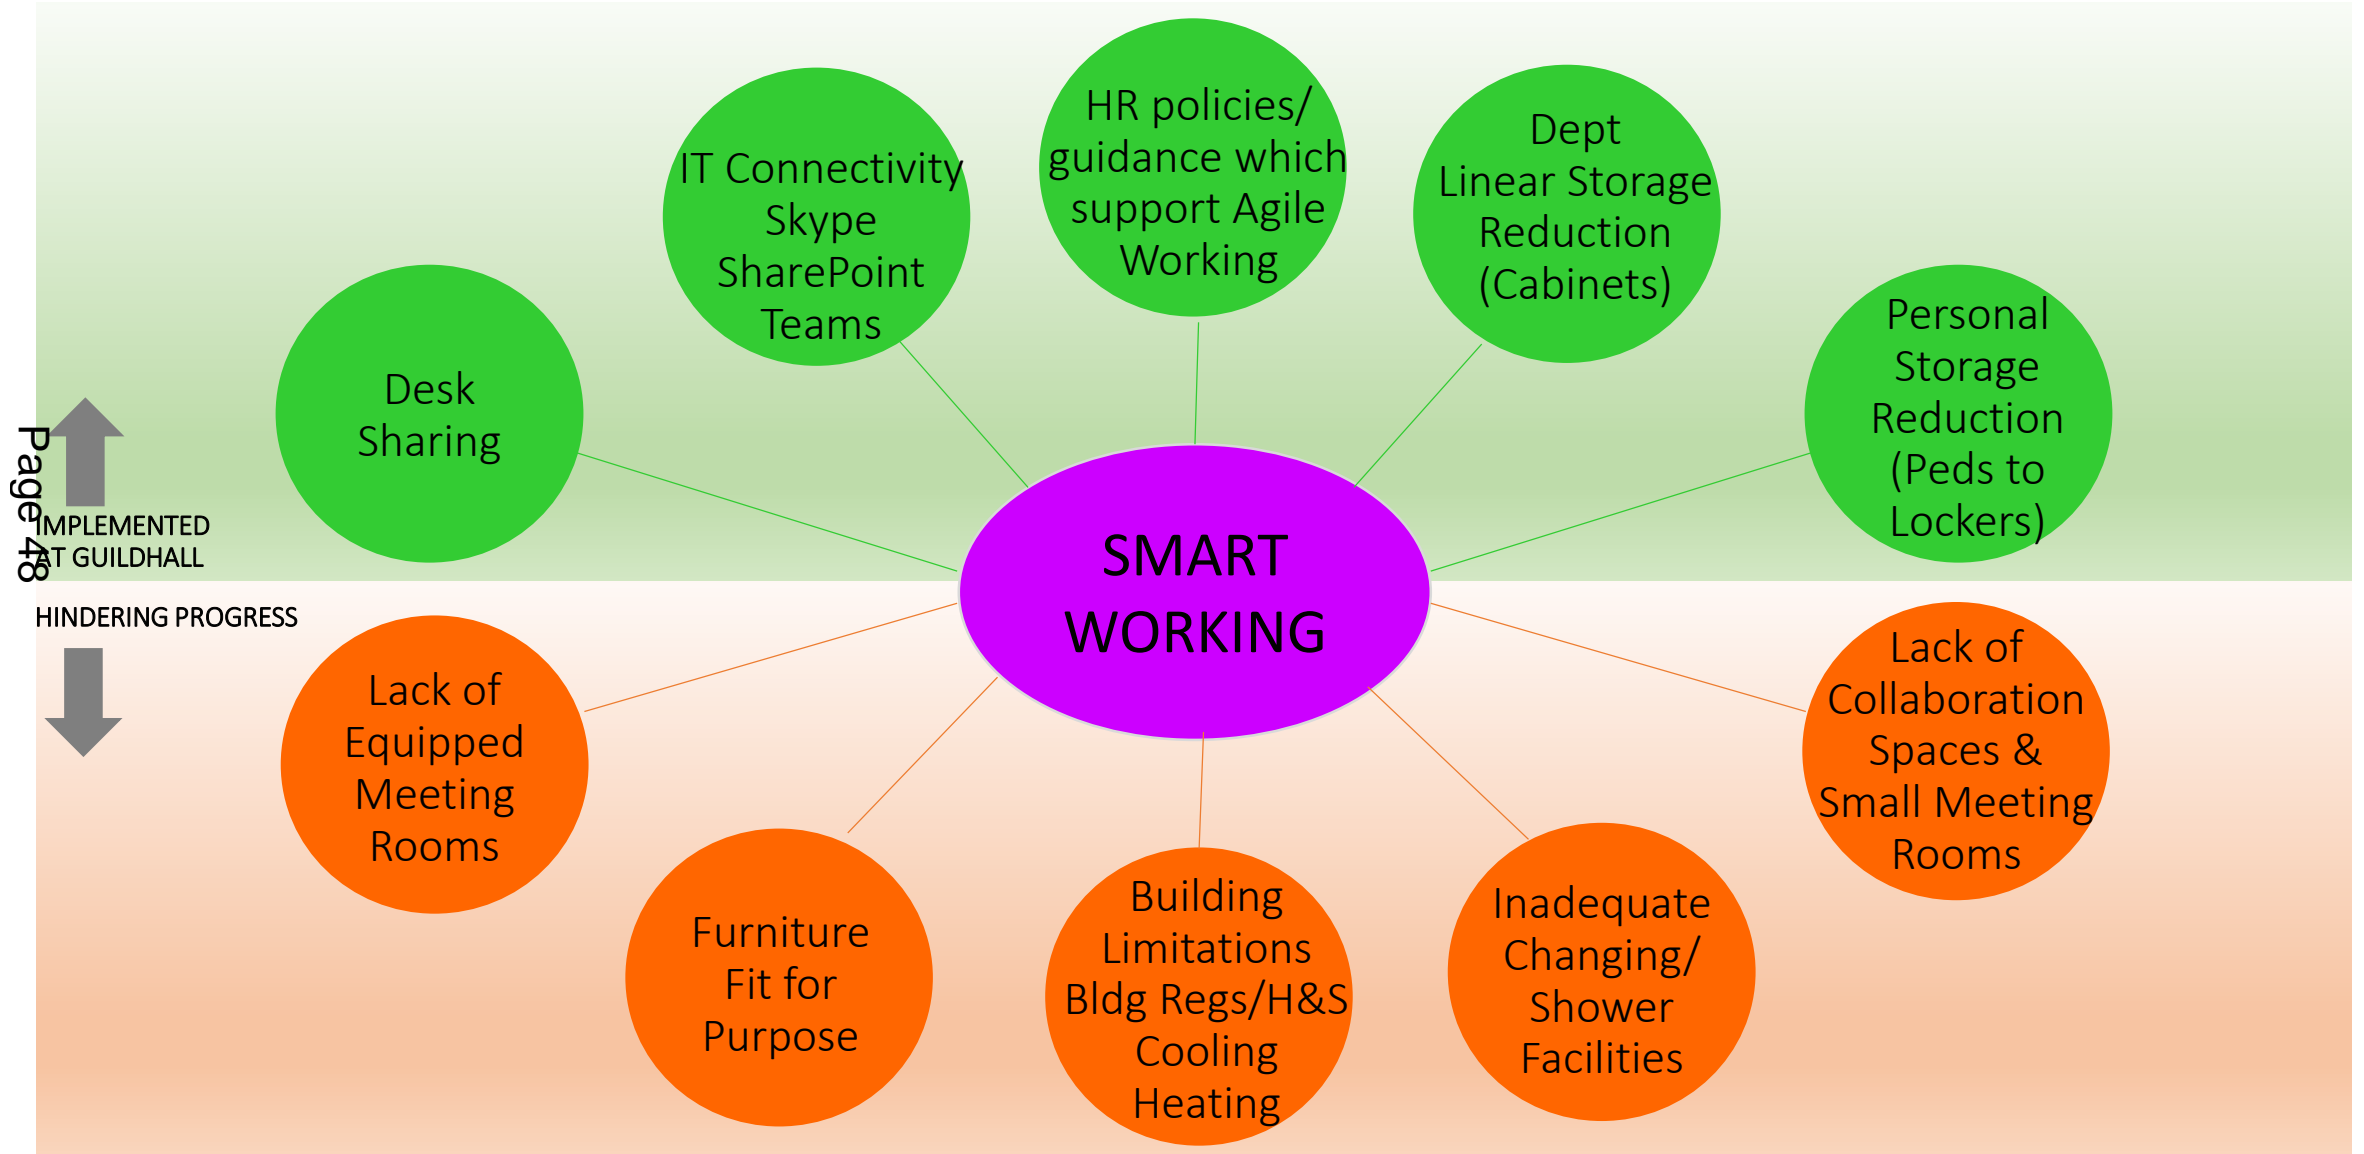 HR policies/
guidance which
support Agile
Working
IT Connectivity
Skype
SharePoint
Teams
Dept
Linear Storage
Reduction
(Cabinets)
Desk
Sharing
Personal
Storage
Reduction
(Peds to
Lockers)
Page 48
IMPLEMENTED
AT GUILDHALL
SMART
WORKING
HINDERING PROGRESS
Lack of
Equipped
Meeting
Rooms
Furniture
Fit for
Purpose
Building
Limitations
Bldg Regs/H&S
Cooling
Heating
Inadequate
Changing/
Shower
Facilities
Lack of
Collaboration
Spaces &
Small Meeting
Rooms